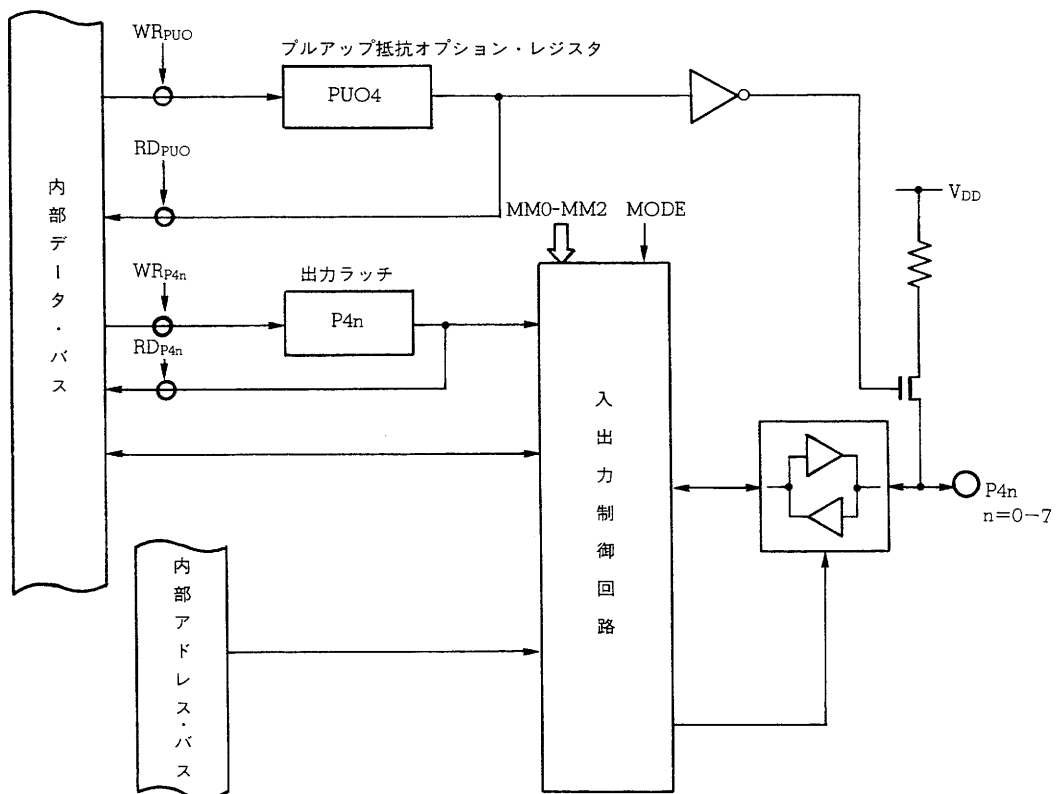 WRPUO
プルアップ抵抗オプション・レジスタ
PUO4
RDPUO
内部データ・バス
VDD
MM0-MM2
MODE
WRP4n
出力ラッチ
P4n
RDP4n
入出力制御回路
P4n
n=0−7
内部アドレス・バス